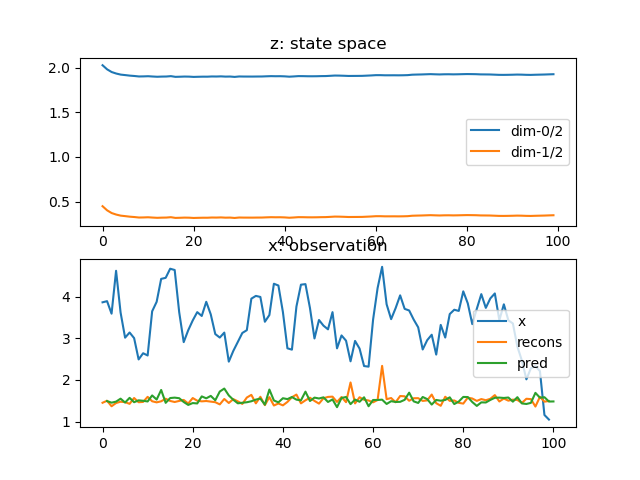 z: state space
2.0
1.5
1.0
0.5
dim-0/2
dim-1/2
0 20 40 60 80 100
x: observation
4
3
2
1
x
recons
pred
0 20 40 60 80 100